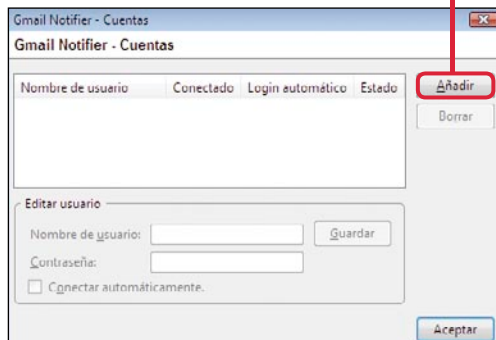 Gmail Notifier - Cuentas
Gmail Notifier - Cuentas
Nombre de usuario Conectado Login automático Estado
Añadir
Borrar
Editar usuario
Nombre de usuario: Guardar
Contraseña:
Conectar automáticamente.
Aceptar